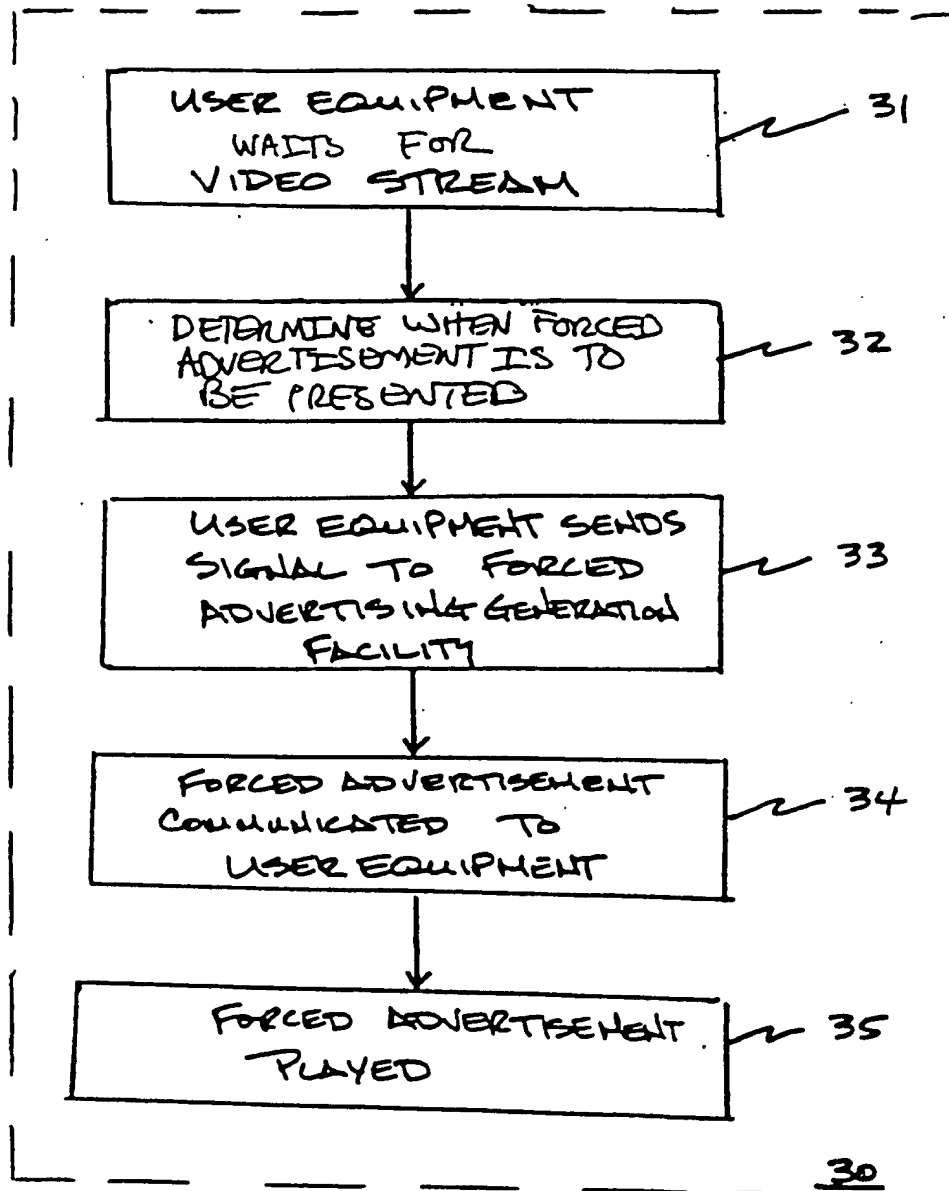 USER EQUIPMENT
WAITS FOR
VIDEO STREAM
31
DETERMINE WHEN FORCED
ADVERTISEMENT IS TO
BE PRESENTED
32
USER EQUIPMENT SENDS
SIGNAL TO FORCED
ADVERTISING GENERATION
FACILITY
33
FORCED ADVERTISEMENT
COMMUNICATED TO
USER EQUIPMENT
34
FORCED ADVERTISEMENT
PLAYED
35
30